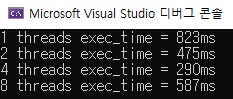 Microsoft Visual Studio 디버그 콘솔
1 threads exec_time = 823ms
2 threads exec_time = 475ms
4 threads exec_time = 290ms
8 threads exec_time = 587ms